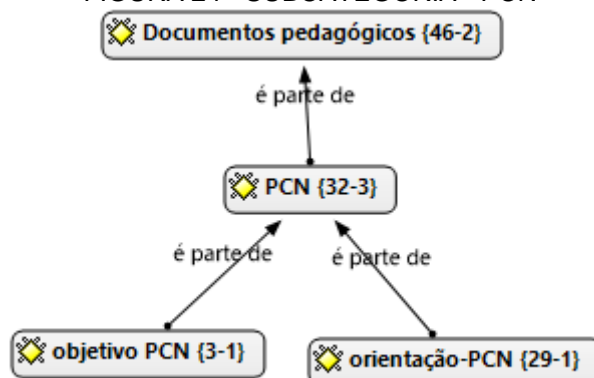 Documentos pedagógicos {46-2}
é parte de
PCN {32-3}
é parte de
é parte de
objetivo PCN {3-1}
orientação-PCN {29-1}